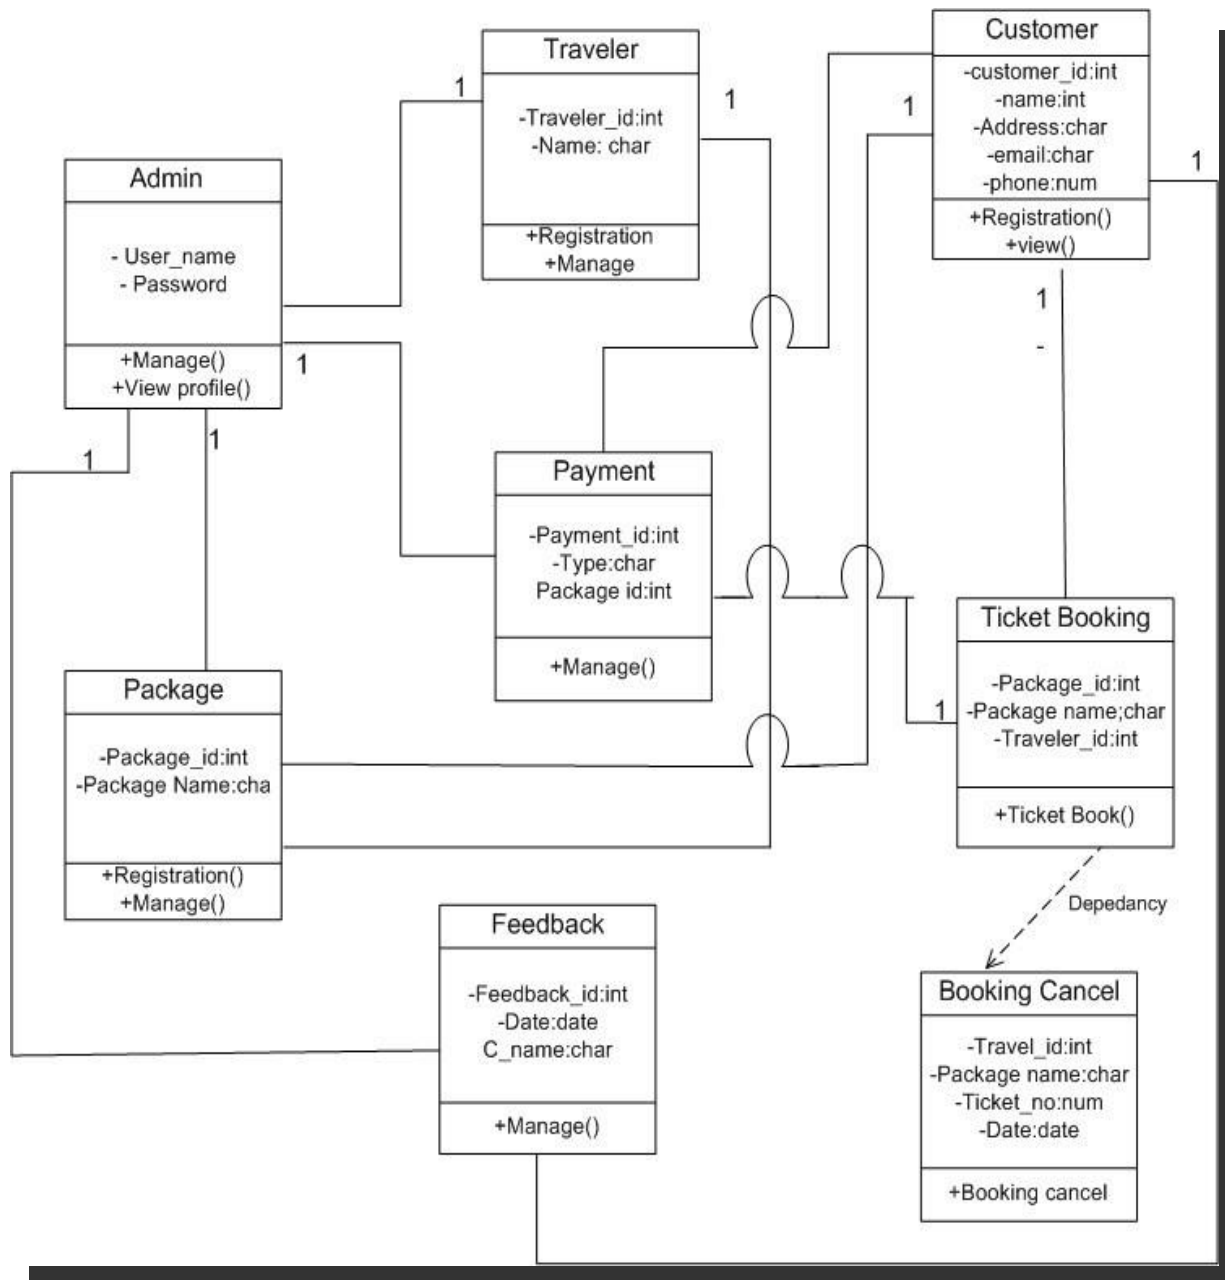 Traveler
-Traveler_id:int
-Name: char
+Registration
+Manage
1
1
Customer
-customer_id:int
-name:int
-Address:char
-email:char
-phone:num
+Registration()
+view()
1
1
1
-
Admin
- User_name
- Password
+Manage()
+View profile()
1
1
1
Payment
-Payment_id:int
-Type:char
Package id:int
+Manage()
Ticket Booking
-Package_id:int
-Package name;char
-Traveler_id:int
+Ticket Book()
1
Package
-Package_id:int
-Package Name:cha
+Registration()
+Manage()
Depedancy
Feedback
-Feedback_id:int
-Date:date
C_name:char
+Manage()
Booking Cancel
-Travel_id:int
-Package name:char
-Ticket_no:num
-Date:date
+Booking cancel